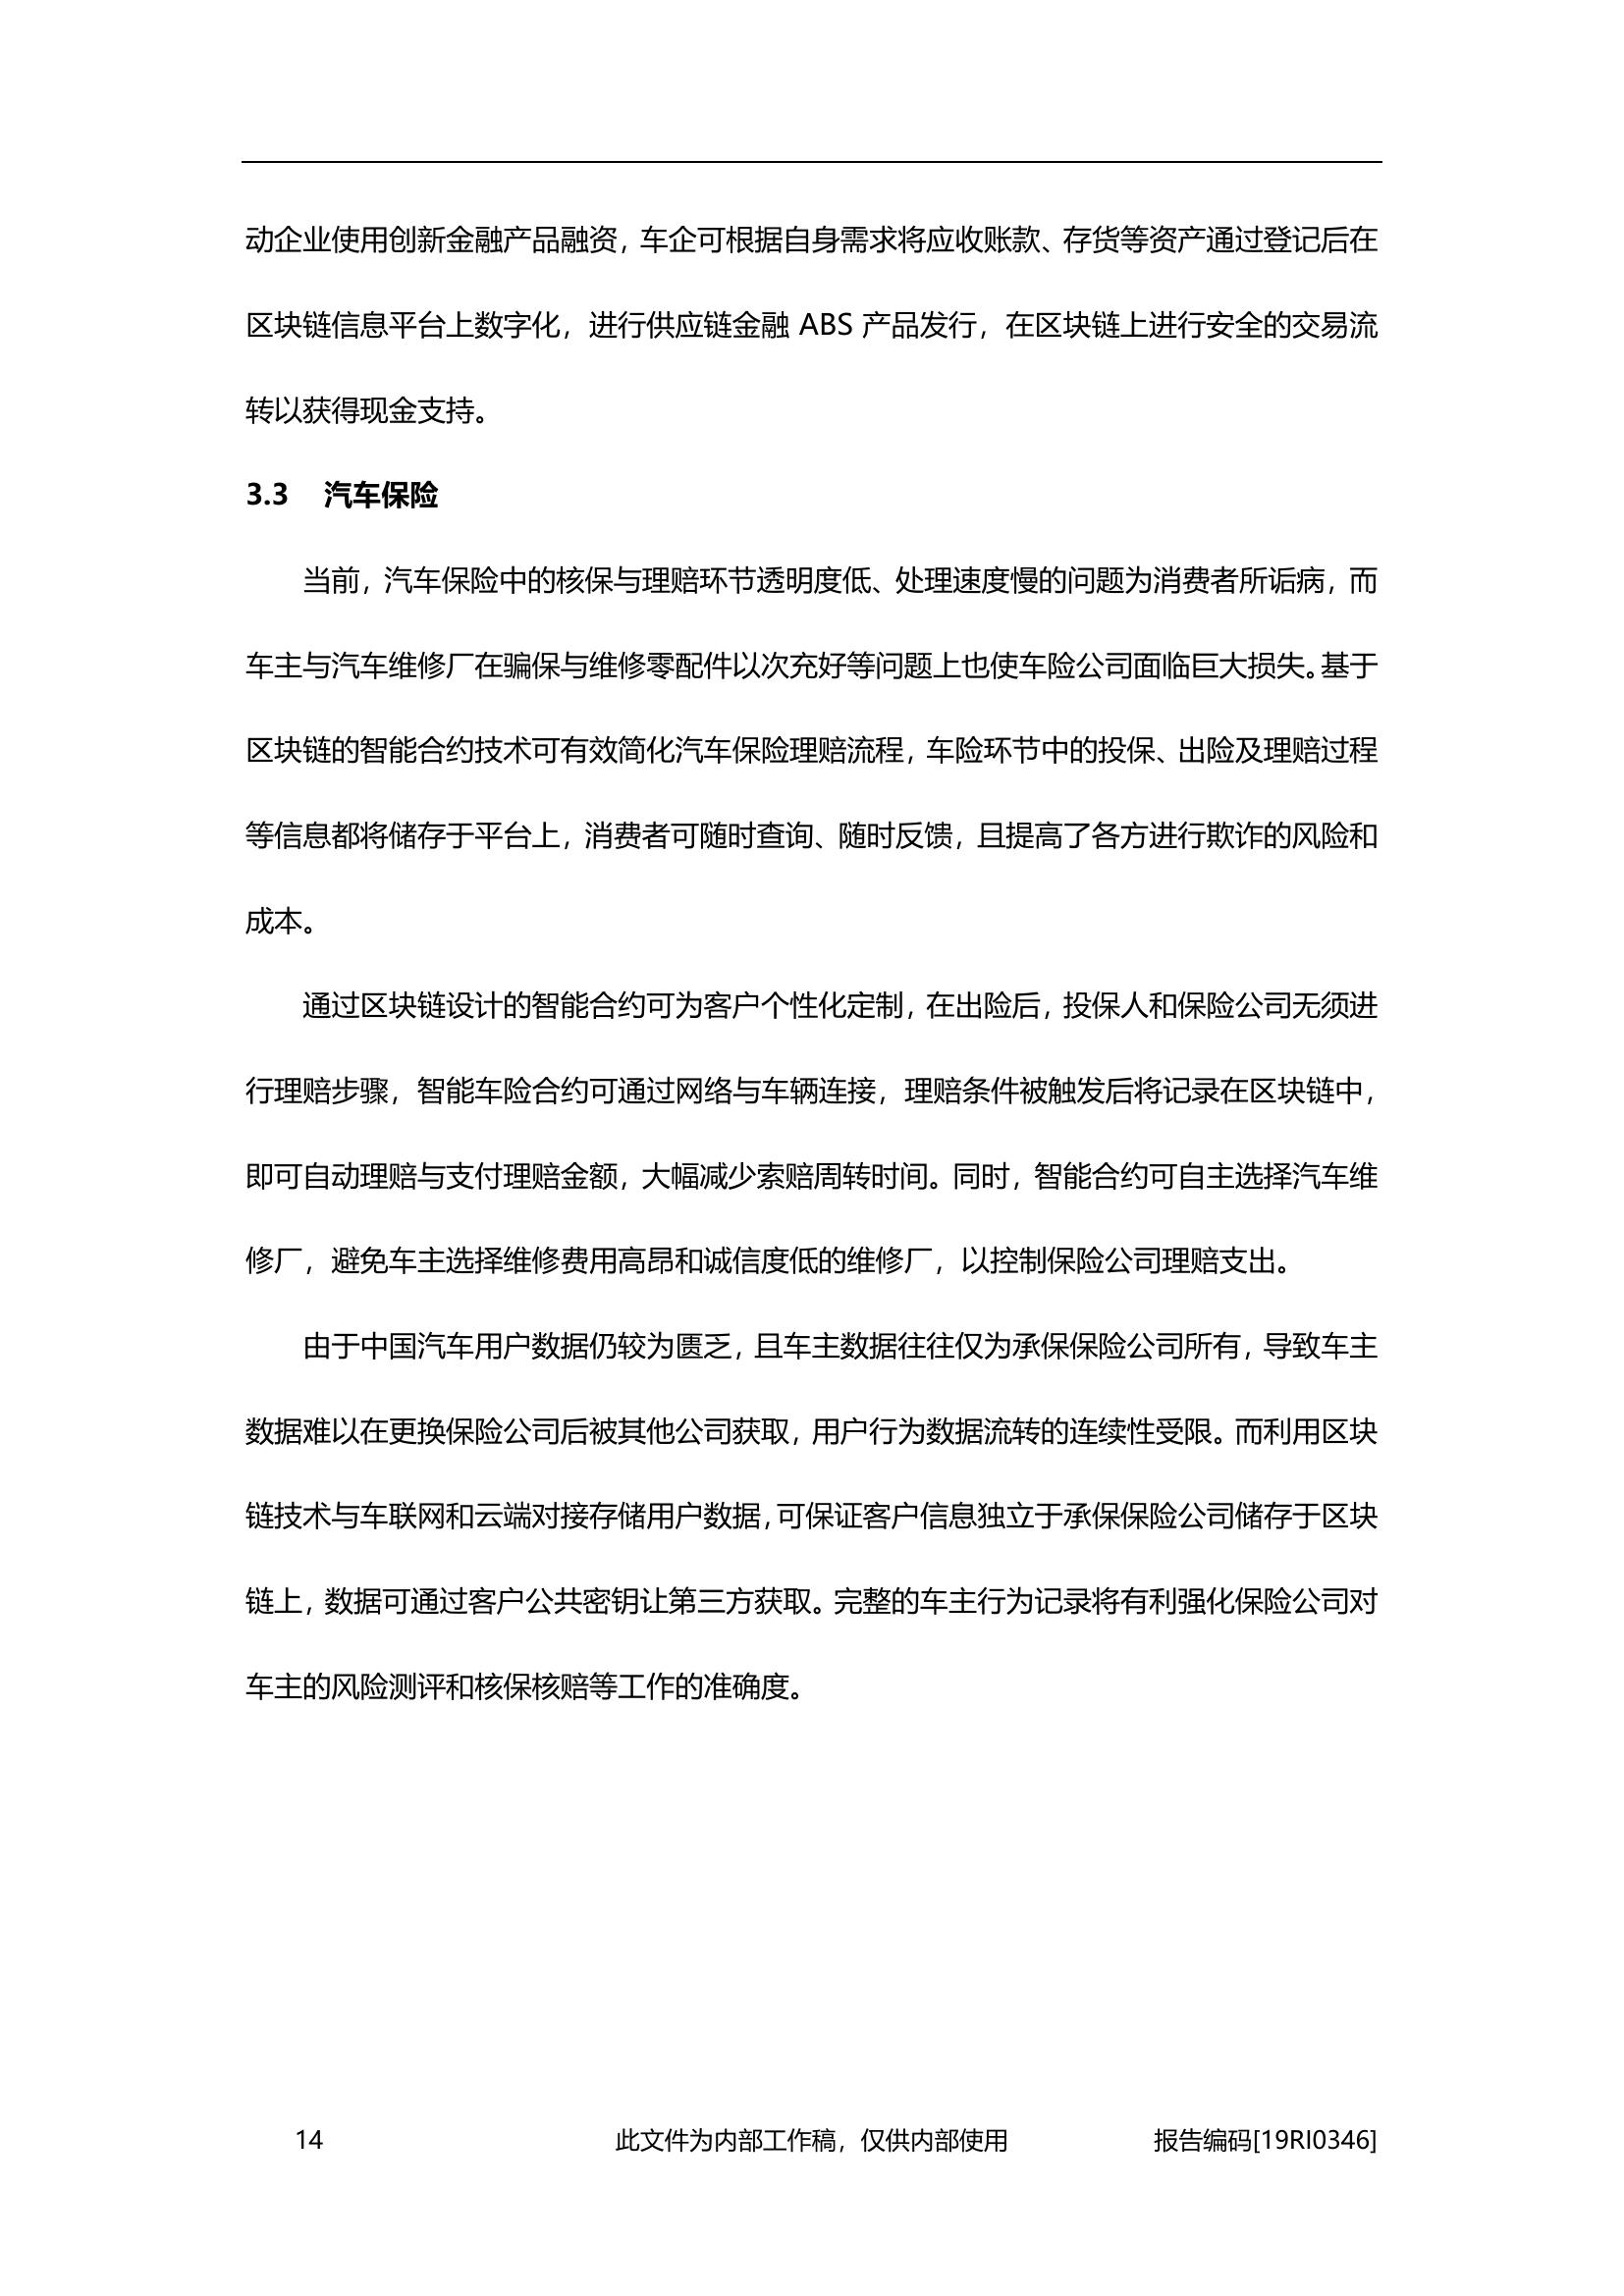 动企业使用创新金融产品融资，车企可根据自身需求将应收账款、存货等资产通过登记后在
区块链信息平台上数字化，进行供应链金融 ABS 产品发行，在区块链上进行安全的交易流
转以获得现金支持。
3.3 汽车保险
当前，汽车保险中的核保与理赔环节透明度低、处理速度慢的问题为消费者所诟病，而
车主与汽车维修厂在骗保与维修零配件以次充好等问题上也使车险公司面临巨大损失。基于
区块链的智能合约技术可有效简化汽车保险理赔流程，车险环节中的投保、出险及理赔过程
等信息都将储存于平台上，消费者可随时查询、随时反馈，且提高了各方进行欺诈的风险和
成本。
通过区块链设计的智能合约可为客户个性化定制，在出险后，投保人和保险公司无须进
行理赔步骤，智能车险合约可通过网络与车辆连接，理赔条件被触发后将记录在区块链中，
即可自动理赔与支付理赔金额，大幅减少索赔周转时间。同时，智能合约可自主选择汽车维
修厂，避免车主选择维修费用高昂和诚信度低的维修厂，以控制保险公司理赔支出。
由于中国汽车用户数据仍较为匮乏，且车主数据往往仅为承保保险公司所有，导致车主
数据难以在更换保险公司后被其他公司获取，用户行为数据流转的连续性受限。而利用区块
链技术与车联网和云端对接存储用户数据，可保证客户信息独立于承保保险公司储存于区块
链上，数据可通过客户公共密钥让第三方获取。完整的车主行为记录将有利强化保险公司对
车主的风险测评和核保核赔等工作的准确度。
14 此文件为内部工作稿，仅供内部使用 报告编码[19RI0346]